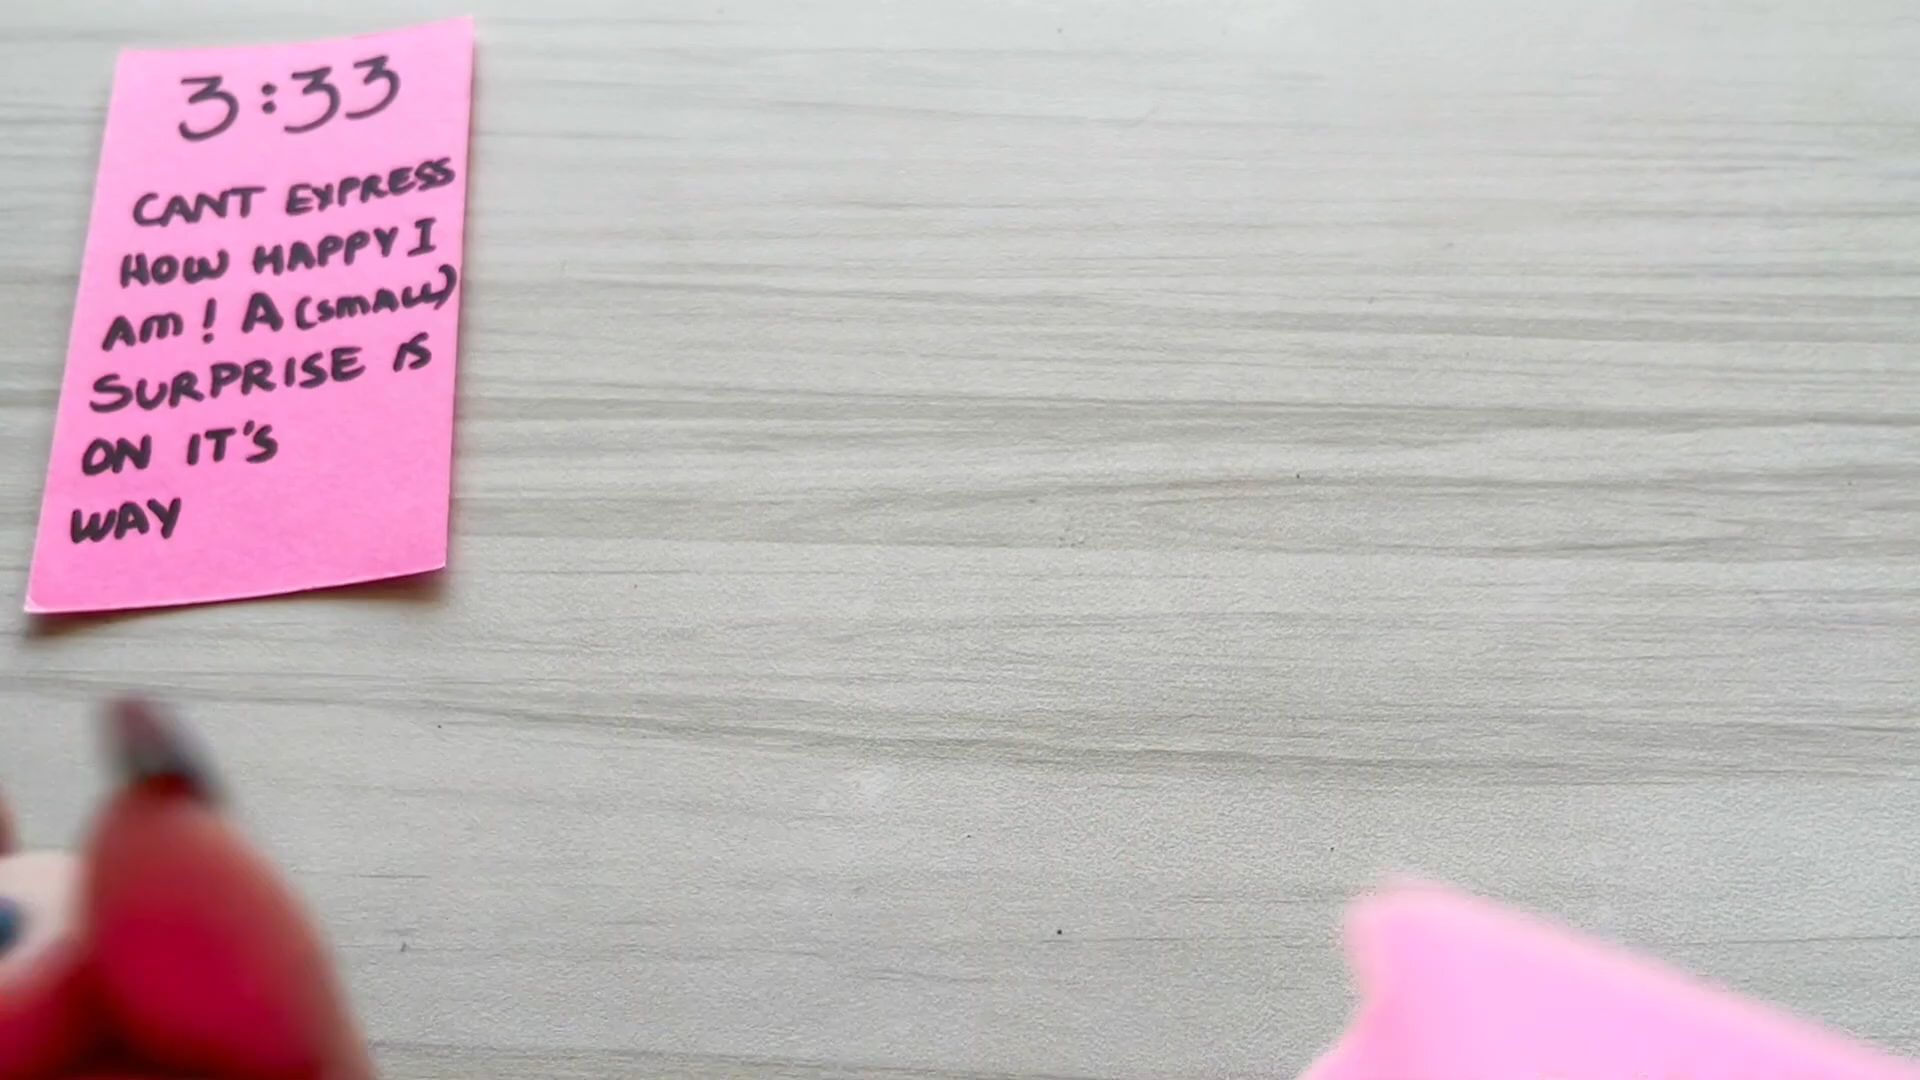 3:33
CANT EXPRESS
HOW HAPPY I
Am! A (SMALL)
SURPRISE IS
ON IT'S
WAY